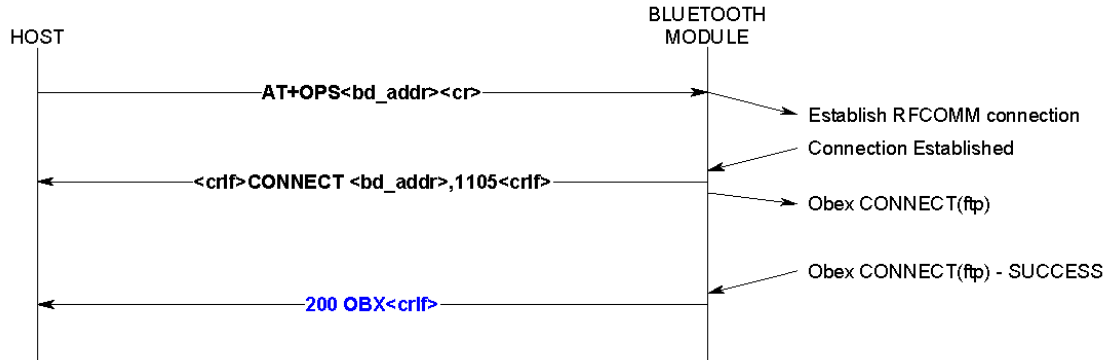 HOST
BLUETOOTH
MODULE
AT+OPS<bd_addr><cr>
Establish RFCOMM connection
Connection Established
<crlf>CONNECT <bd_addr>,1105<crlf>
Obex CONNECT(ftp)
Obex CONNECT(ftp) - SUCCESS
200 OBX<crlf>